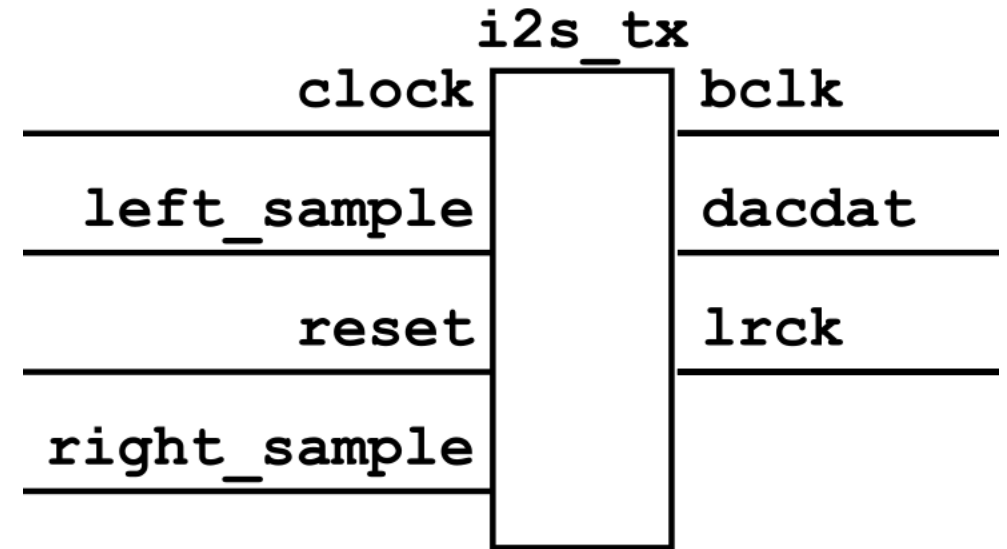 i2s_tx
clock bclk
left_sample dacdat
reset lrck
right_sample